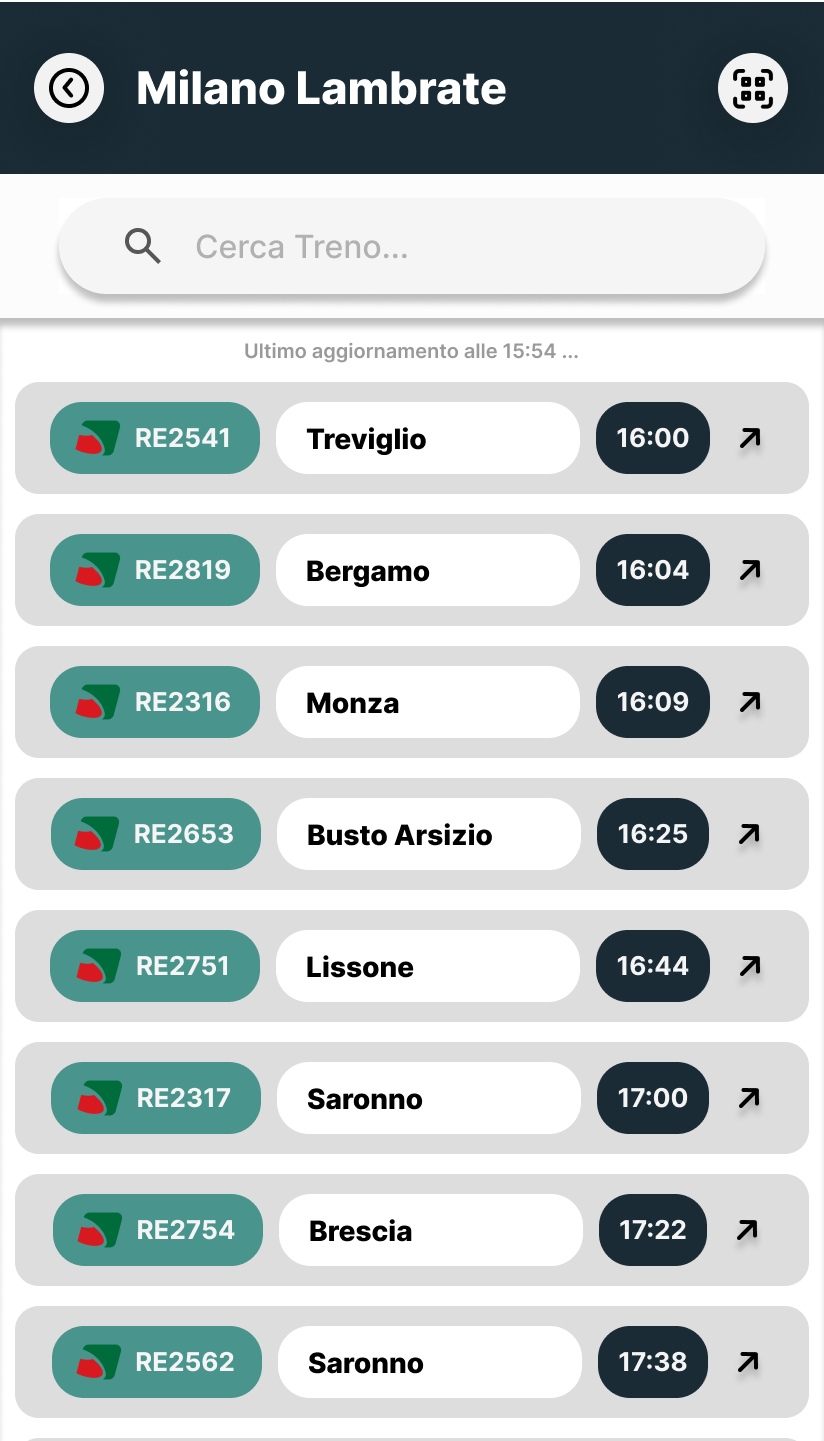 Milano Lambrate
Cerca Treno...
Ultimo aggiornamento alle 15:54 ...
RE2541 Treviglio 16:00
RE2819 Bergamo 16:04
RE2316 Monza 16:09
RE2653 Busto Arsizio 16:25
RE2751 Lissone 16:44
RE2317 Saronno 17:00
RE2754 Brescia 17:22
RE2562 Saronno 17:38